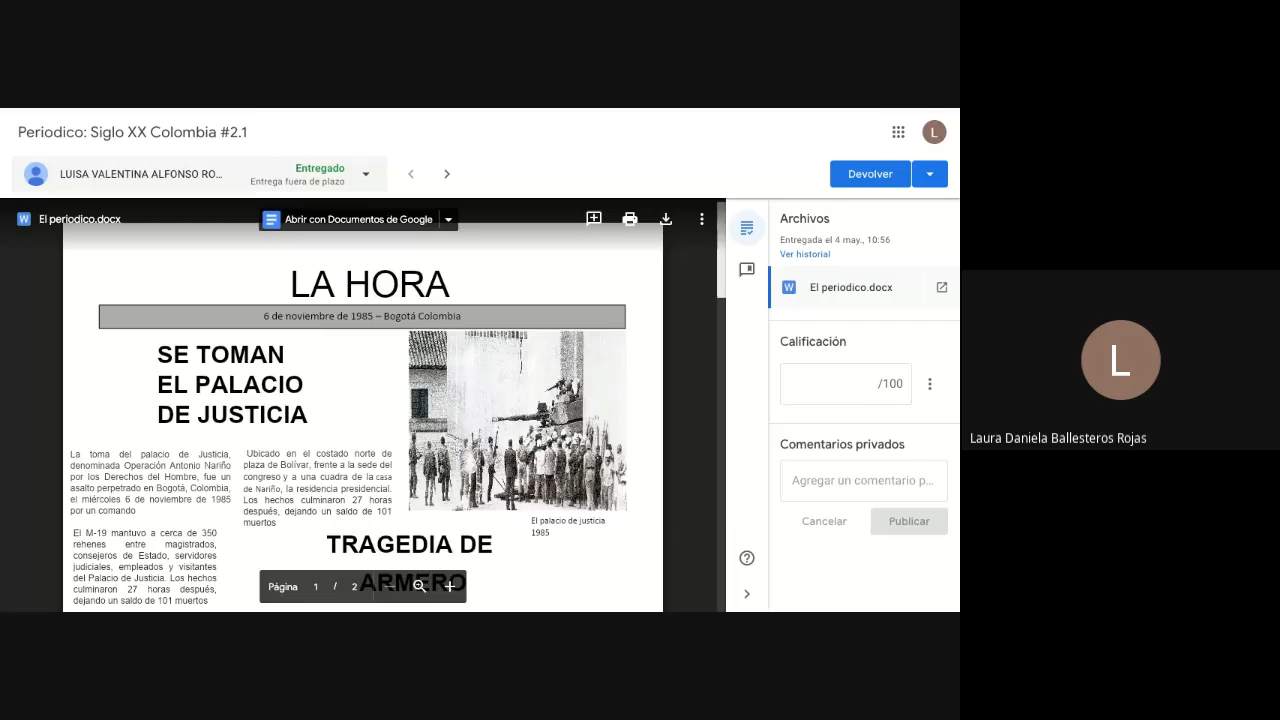 Periodico: Siglo XX Colombia #2.1
L
LUISA VALENTINA ALFONSO RO...
Entregado
Entrega fuera de plazo
Devolver
W El periodico.docx
Abrir con Documentos de Google
LA HORA
6 de noviembre de 1985 – Bogotá Colombia
SE TOMAN
EL PALACIO
DE JUSTICIA
La toma del palacio de Justicia,
denominada Operación Antonio Nariño
por los Derechos del Hombre, fue un
asalto perpetrado en Bogotá, Colombia,
el miércoles 6 de noviembre de 1985
por un comando
El M-19 mantuvo a cerca de 350
rehenes entre magistrados,
consejeros de Estado, servidores
judiciales, empleados y visitantes
del Palacio de Justicia. Los hechos
culminaron 27 horas después,
dejando un saldo de 101 muertos
Ubicado en el costado norte de
plaza de Bolívar, frente a la sede del
congreso y a una cuadra de la casa
de Nariño, la residencia presidencial.
Los hechos culminaron 27 horas
después, dejando un saldo de 101
muertos
El palacio de justicia
1985
TRAGEDIA DE
ARMERO
Página 1 / 2
Archivos
Entregada el 4 may., 10:56
Ver historial
W El periodico.docx
Calificación
/100
Comentarios privados
Agregar un comentario p...
Cancelar
Publicar
L
Laura Daniela Ballesteros Rojas